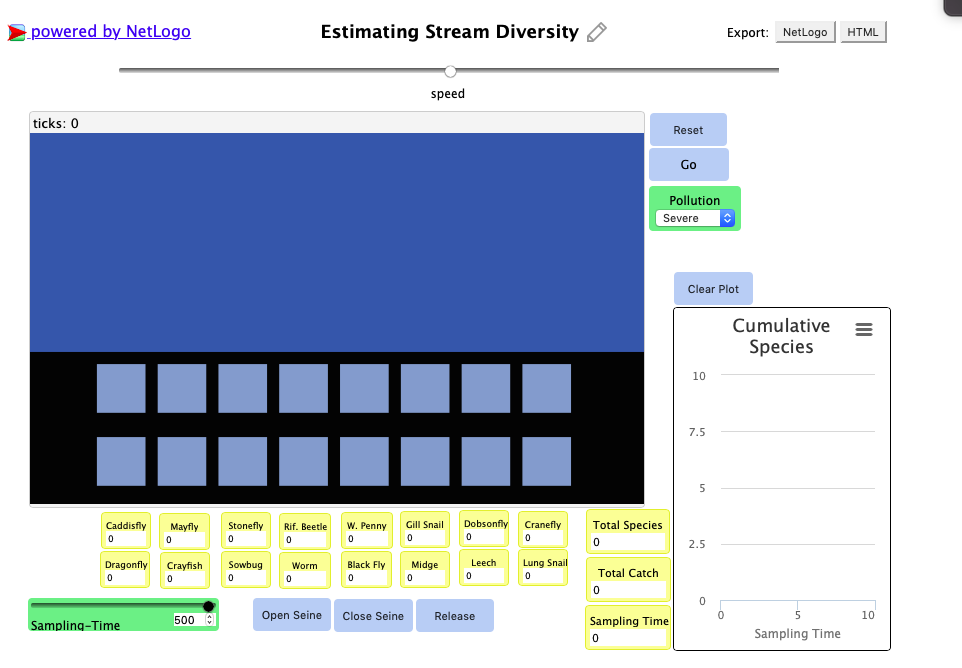 powered by NetLogo
Estimating Stream Diversity
Export: NetLogo HTML
speed
ticks: 0
Reset
Go
Pollution
Severe
Clear Plot
Cumulative
Species
10
7.5
5
2.5
0
0 5 10
Sampling Time
Caddisfly Mayfly Stonefly Rif. Beetle W. Penny Gill Snail Dobsonfly Cranefly
0 0 0 0 0 0 0 0
Dragonfly Crayfish Sowbug Worm Black Fly Midge Leech Lung Snail
0 0 0 0 0 0 0 0
Total Species
0
Total Catch
0
Sampling Time
0
Sampling-Time 500
Open Seine Close Seine Release